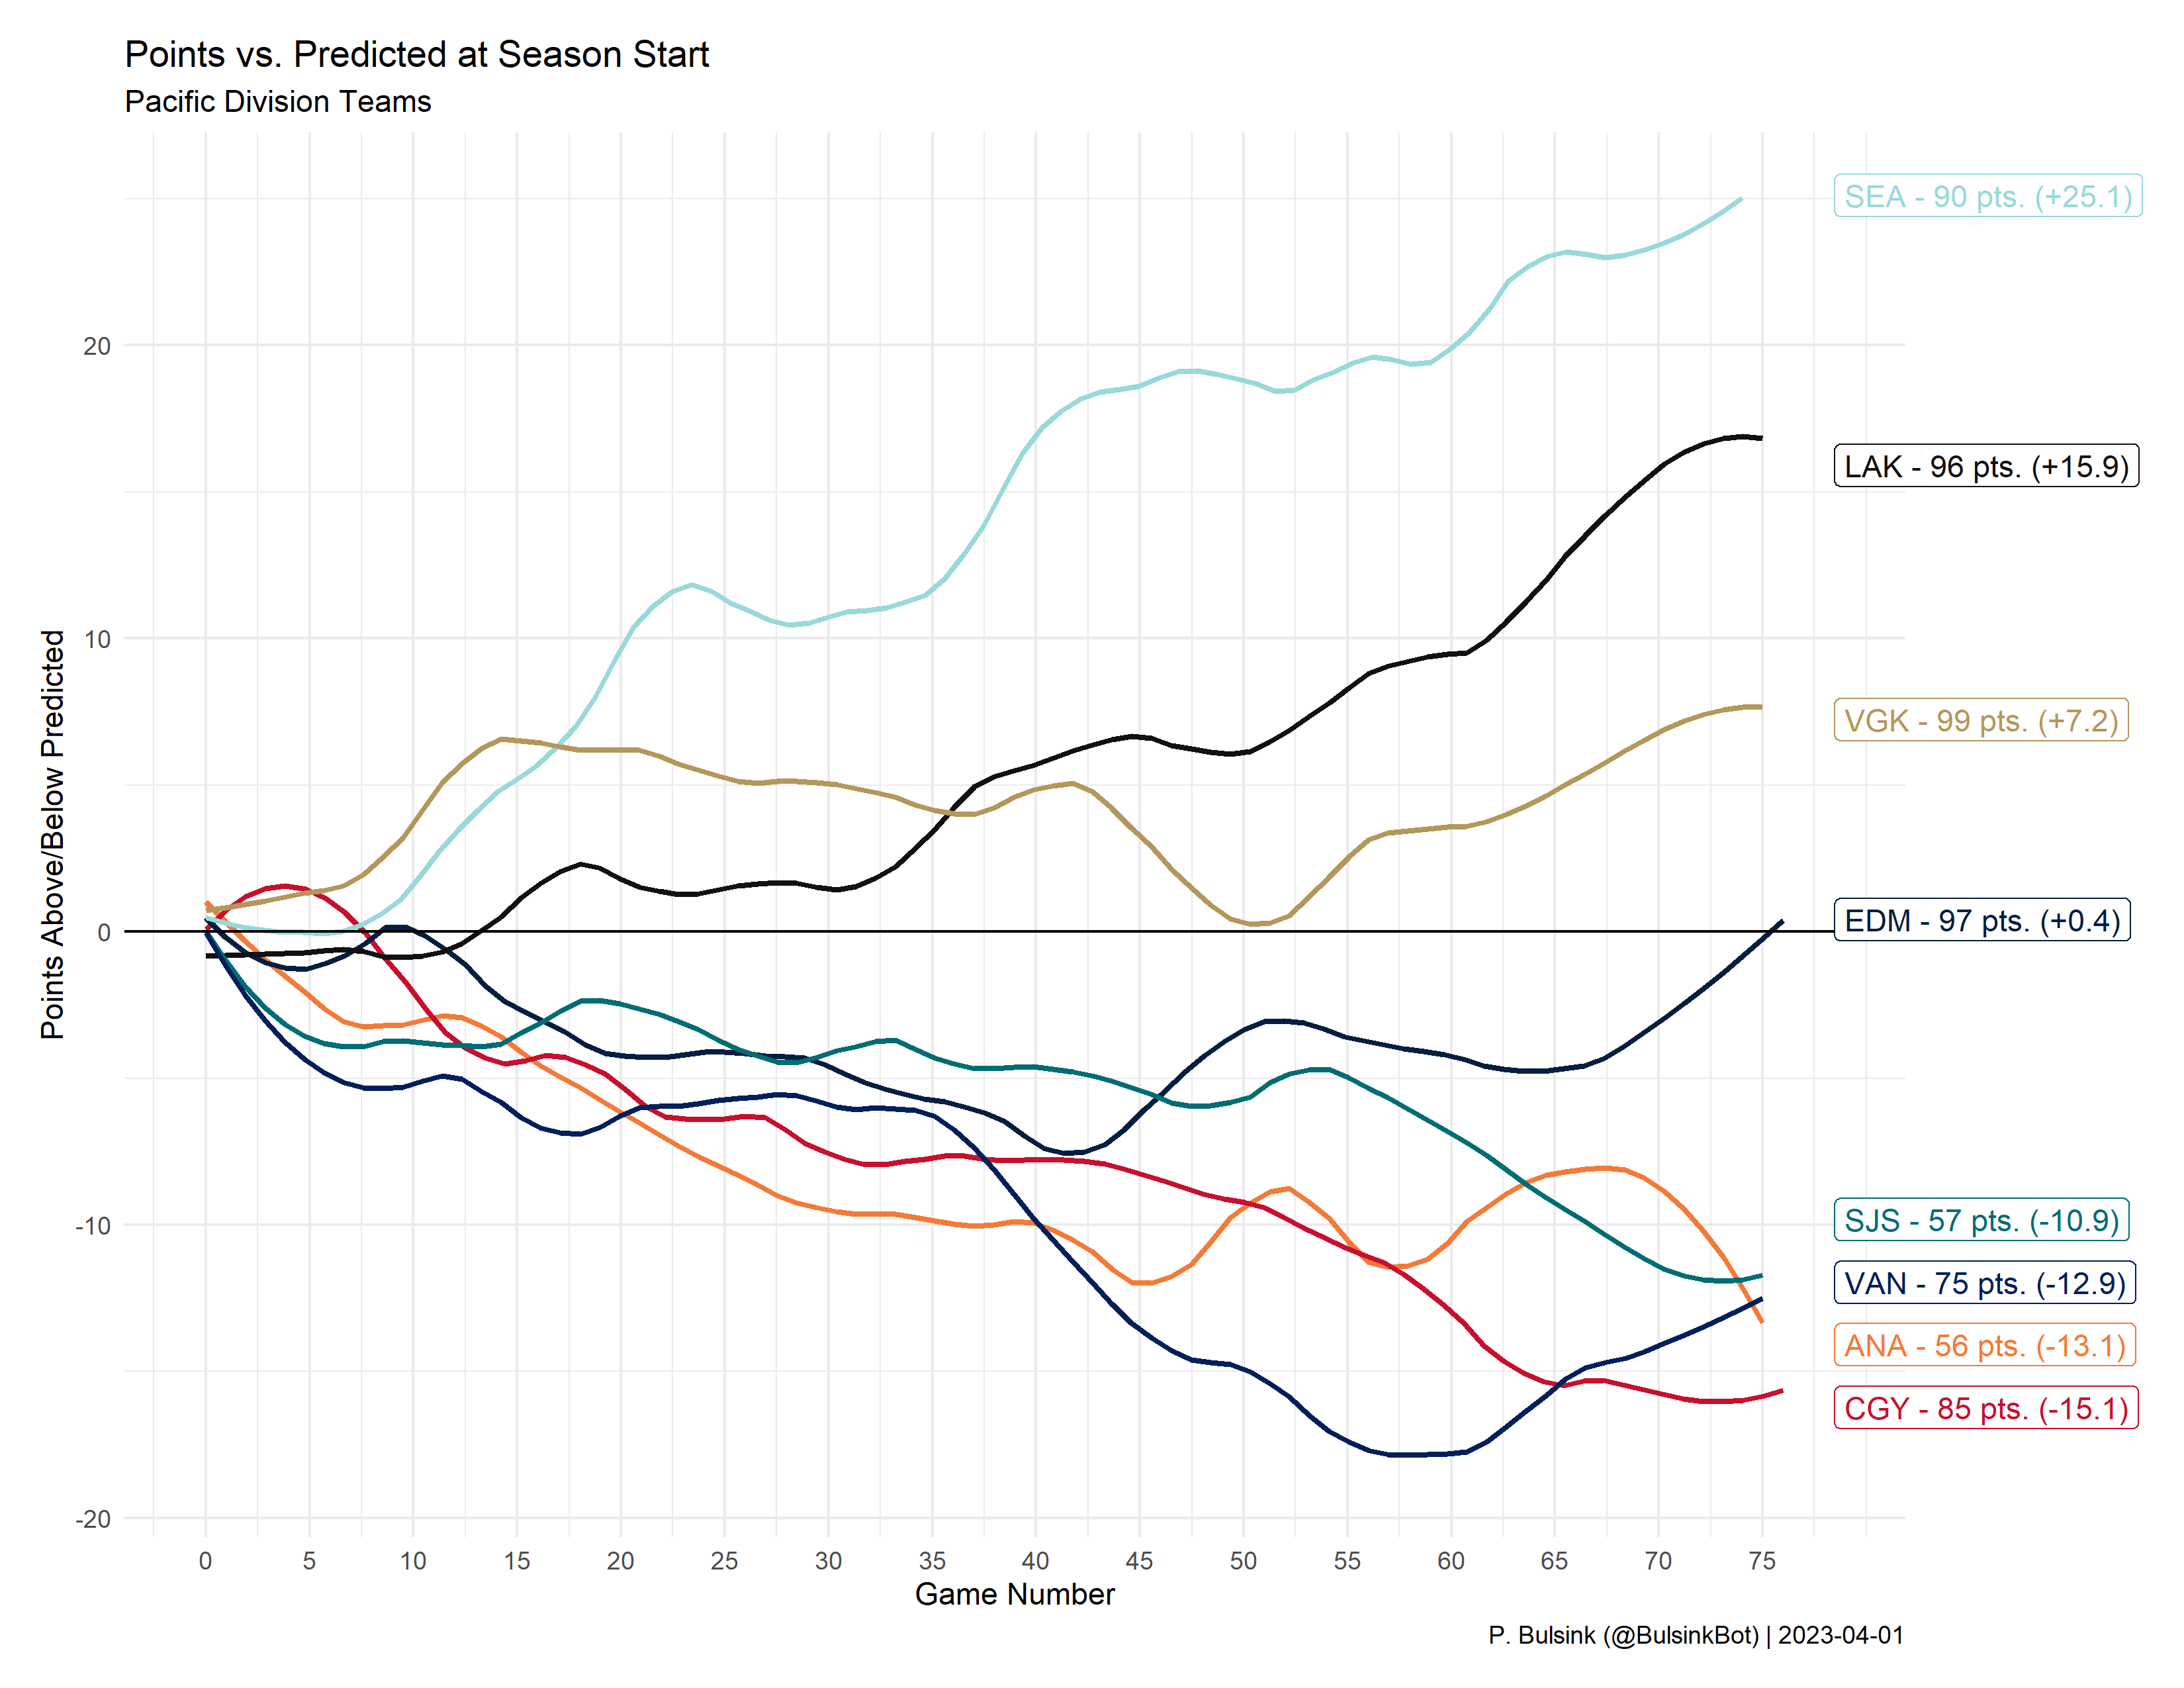 Points vs. Predicted at Season Start
Pacific Division Teams
Points Above/Below Predicted
20
10
0
-10
-20
SEA - 90 pts. (+25.1)
LAK - 96 pts. (+15.9)
VGK - 99 pts. (+7.2)
EDM - 97 pts. (+0.4)
SJS - 57 pts. (-10.9)
VAN - 75 pts. (-12.9)
ANA - 56 pts. (-13.1)
CGY - 85 pts. (-15.1)
0 5 10 15 20 25 30 35 40 45 50 55 60 65 70 75
Game Number
P. Bulsink (@BulsinkBot) | 2023-04-01